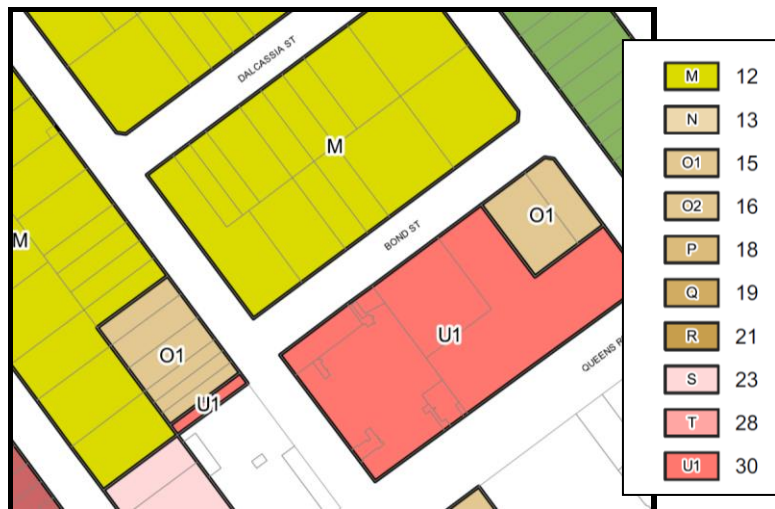 DALCASSIA ST
M
M
O1
BOND ST
O1
U1
U1
M 12
N 13
O1 15
O2 16
P 18
Q 19
R 21
S 23
T 28
U1 30